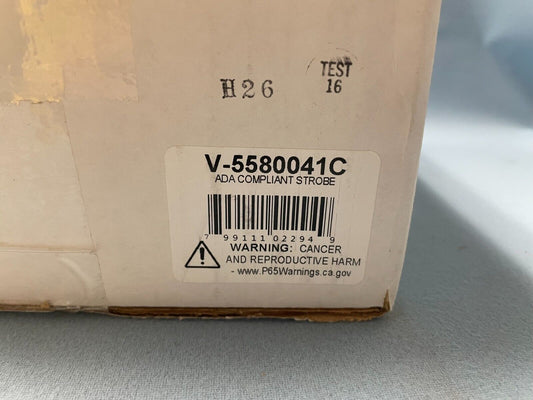 H26
TEST
16
V-5580041C
ADA COMPLIANT STROBE
7 99111 02294 9
WARNING: CANCER
AND REPRODUCTIVE HARM
- www.P65Warnings.ca.gov